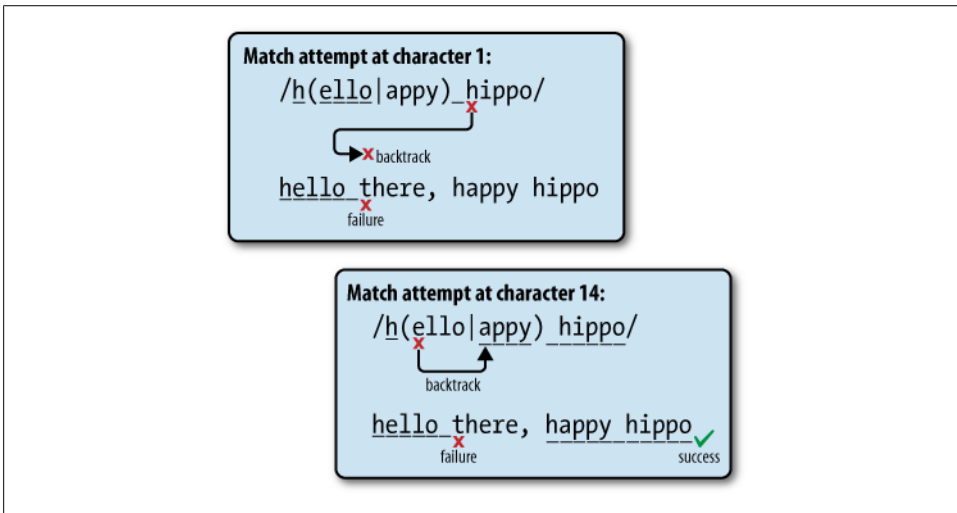 Match attempt at character 1:
/h(ello|appy) hippo/
x
x backtrack
hello there, happy hippo
x
failure
Match attempt at character 14:
/h(ello|appy) hippo/
x
backtrack
hello there, happy hippo
x
failure
success